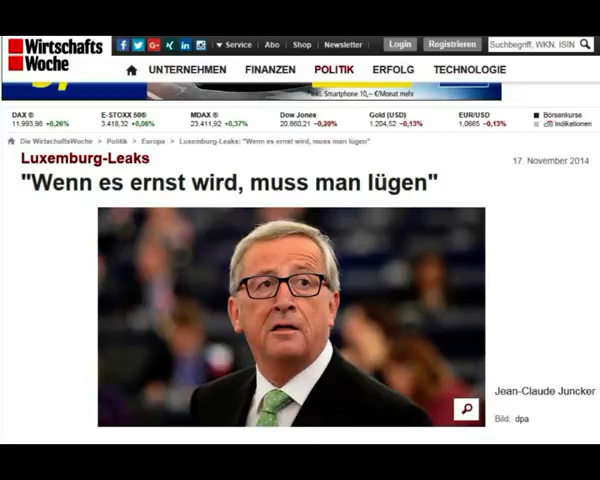 Wirtschafts Woche
Service Abo Shop Newsletter Login Registrieren Suchbegriff, WKN, ISIN
UNTERNEHMEN FINANZEN POLITIK ERFOLG TECHNOLOGIE
*inkl. Smartphone 10,– €/Monat mehr
DAX ® E-STOXX 50® MDAX ® Dow Jones Gold (USD) EUR/USD Börsenkurse
11.993,98 +0,26% 3.416,32 +0,06% 23.411,92 +0,37% 20.860,21 -0,20% 1.204,52 -0,13% 1,0665 -0,13% Indikationen
Die WirtschaftsWoche > Politik > Europa > Luxemburg-Leaks: "Wenn es ernst wird, muss man lügen"
Luxemburg-Leaks
17. November 2014
"Wenn es ernst wird, muss man lügen"
Jean-Claude Juncker
Bild: dpa